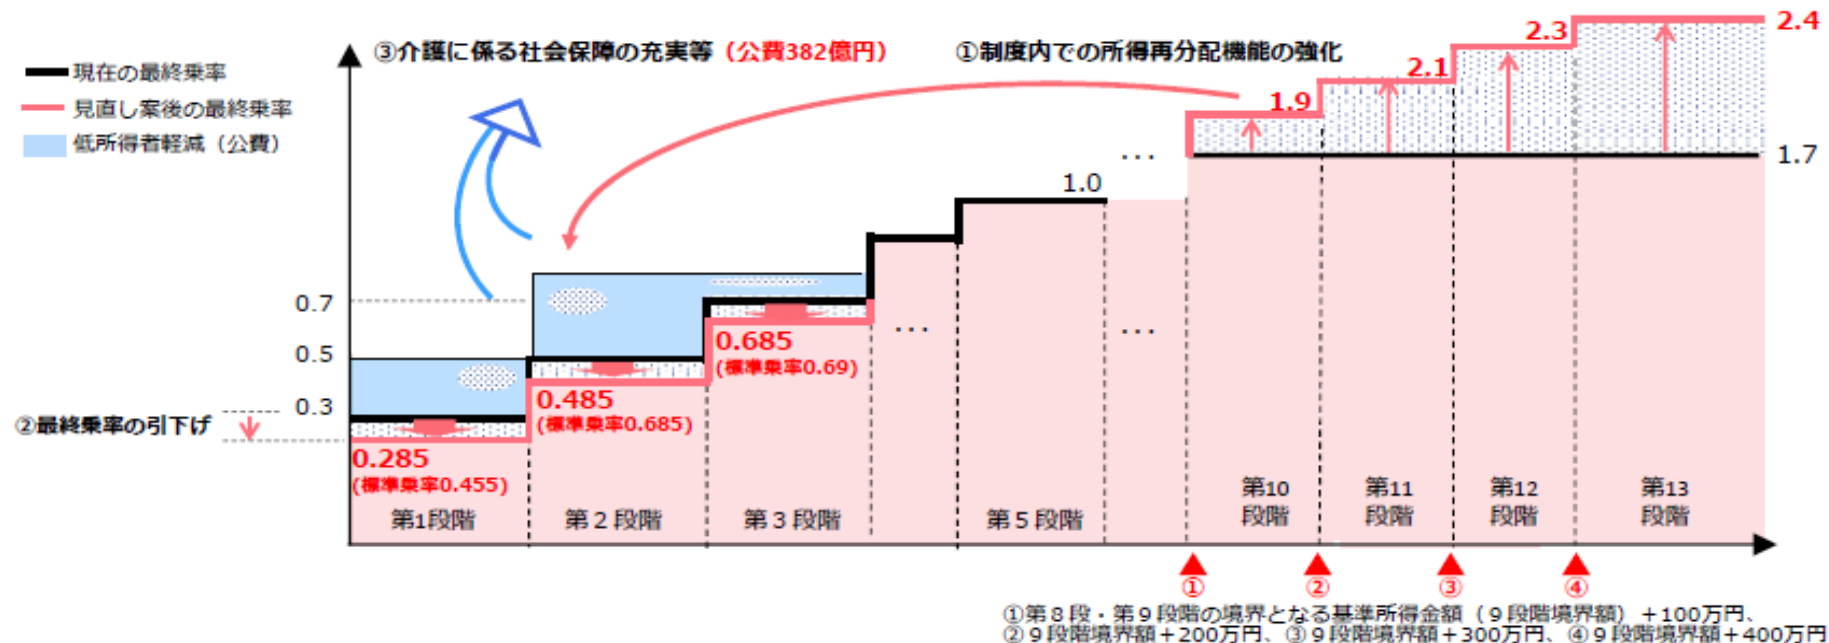 ③介護に係る社会保障の充実等（公費382億円）
①制度内での所得再分配機能の強化
現在の最終乗率
見直し案後の最終乗率
低所得者軽減（公費）
2.4
2.3
2.1
1.9
1.7
1.0
…
…
…
0.7
0.5
0.3
②最終乗率の引下げ
0.685
(標準乗率0.69)
0.485
(標準乗率0.685)
0.285
(標準乗率0.455)
第1段階
第２段階
第３段階
第５段階
第10
段階
第11
段階
第12
段階
第13
段階
①
②
③
④
①第８段・第９段階の境界となる基準所得金額（９段階境界額）＋100万円、
②９段階境界額＋200万円、③９段階境界額＋300万円、④９段階境界額＋400万円